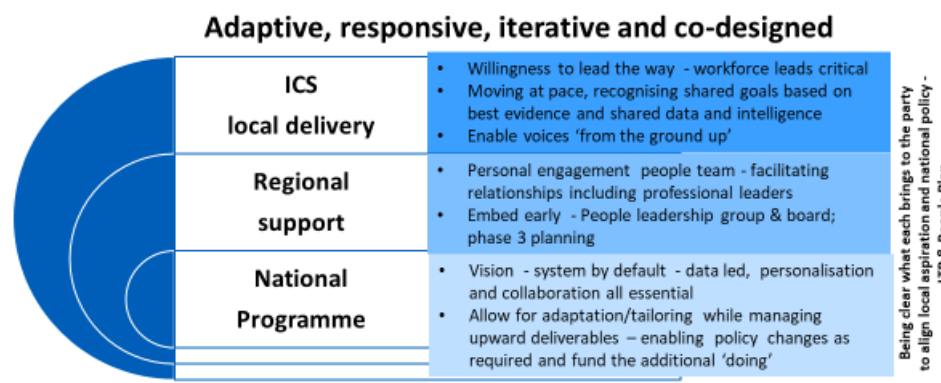 Adaptive, responsive, iterative and co-designed
ICS
local delivery
• Willingness to lead the way - workforce leads critical
• Moving at pace, recognising shared goals based on
best evidence and shared data and intelligence
• Enable voices ‘from the ground up’
Regional
support
• Personal engagement people team - facilitating
relationships including professional leaders
• Embed early - People leadership group & board;
phase 3 planning
National
Programme
• Vision - system by default - data led, personalisation
and collaboration all essential
• Allow for adaptation/tailoring while managing
upward deliverables – enabling policy changes as
required and fund the additional ‘doing’
Being clear what each brings to the party
to align local aspiration and national policy -